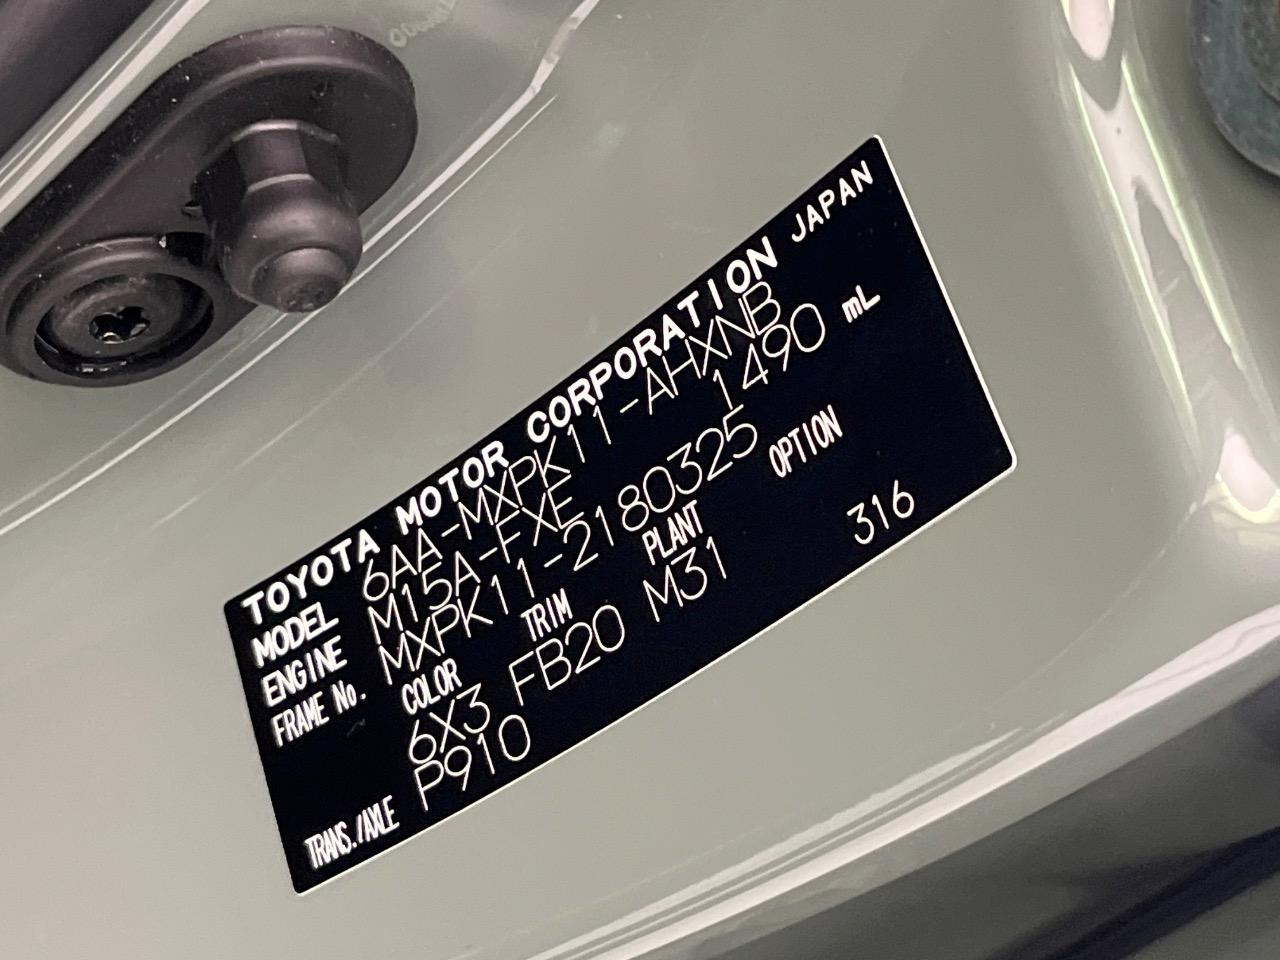 TOYOTA MOTOR CORPORATION JAPAN
MODEL 6AA-MXPK11-AHXNB
ENGINE M15A-FXE 1490 mL
FRAME No. MXPK11-2180325
COLOR TRIM PLANT OPTION
6X3 FB20 M31 316
TRANS./AXLE P910